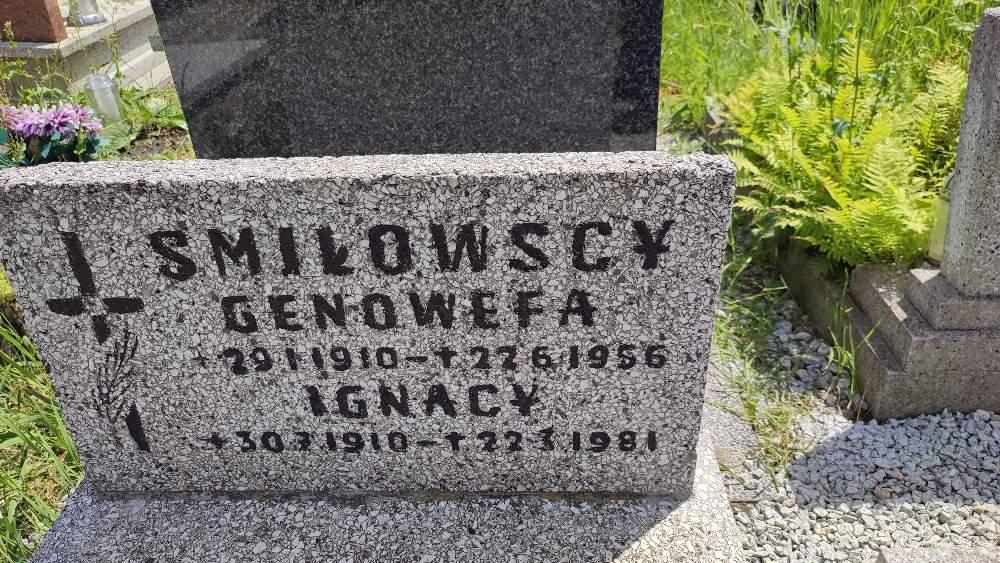 SMIŁOWSCY
GENOWEFA
+ 29.1.1910 – † 22.6.1956
IGNACY
+ 30.7.1910 – † 22.3.1981